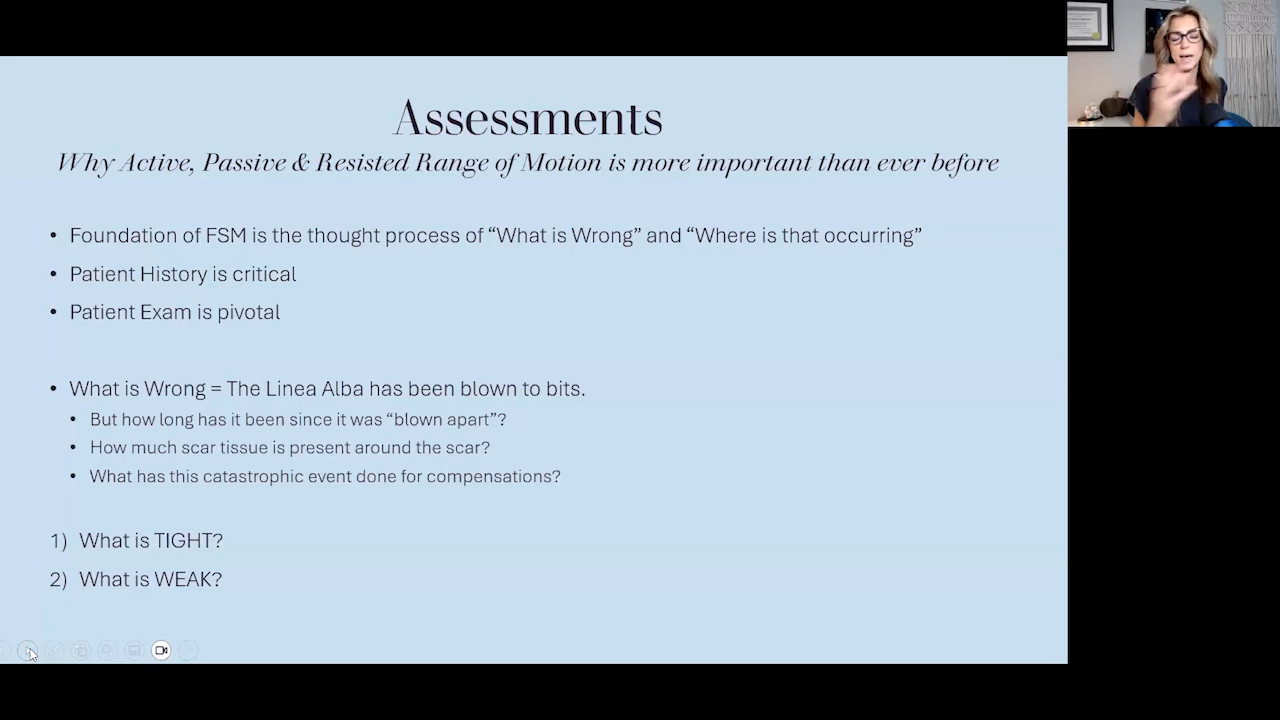 Assessments
Why Active, Passive & Resisted Range of Motion is more important than ever before
• Foundation of FSM is the thought process of “What is Wrong” and “Where is that occurring”
• Patient History is critical
• Patient Exam is pivotal
• What is Wrong = The Linea Alba has been blown to bits.
• But how long has it been since it was “blown apart”?
• How much scar tissue is present around the scar?
• What has this catastrophic event done for compensations?
1) What is TIGHT?
2) What is WEAK?